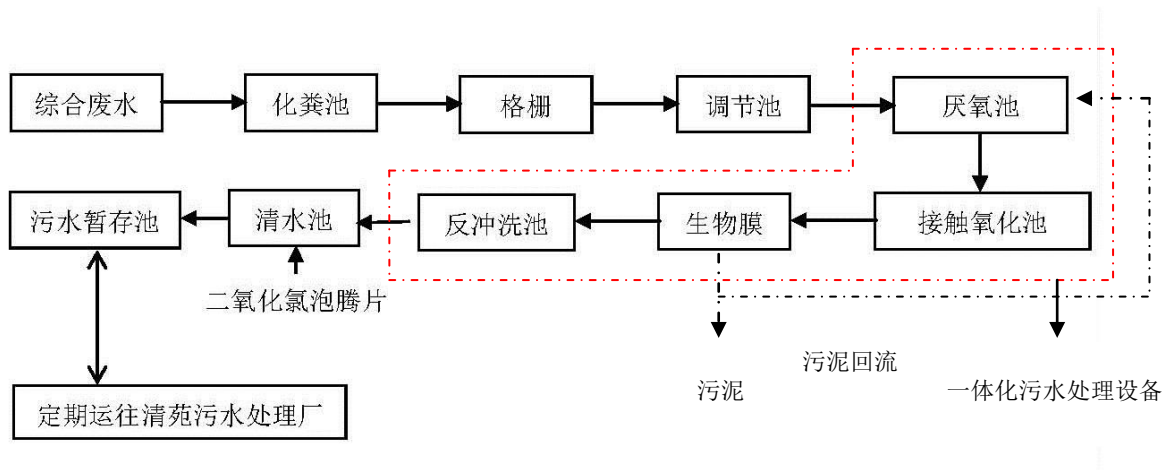 综合废水
化粪池
格栅
调节池
厌氧池
污水暂存池
清水池
反冲洗池
生物膜
接触氧化池
二氧化氯泡腾片
污泥回流
污泥
一体化污水处理设备
定期运往清苑污水处理厂